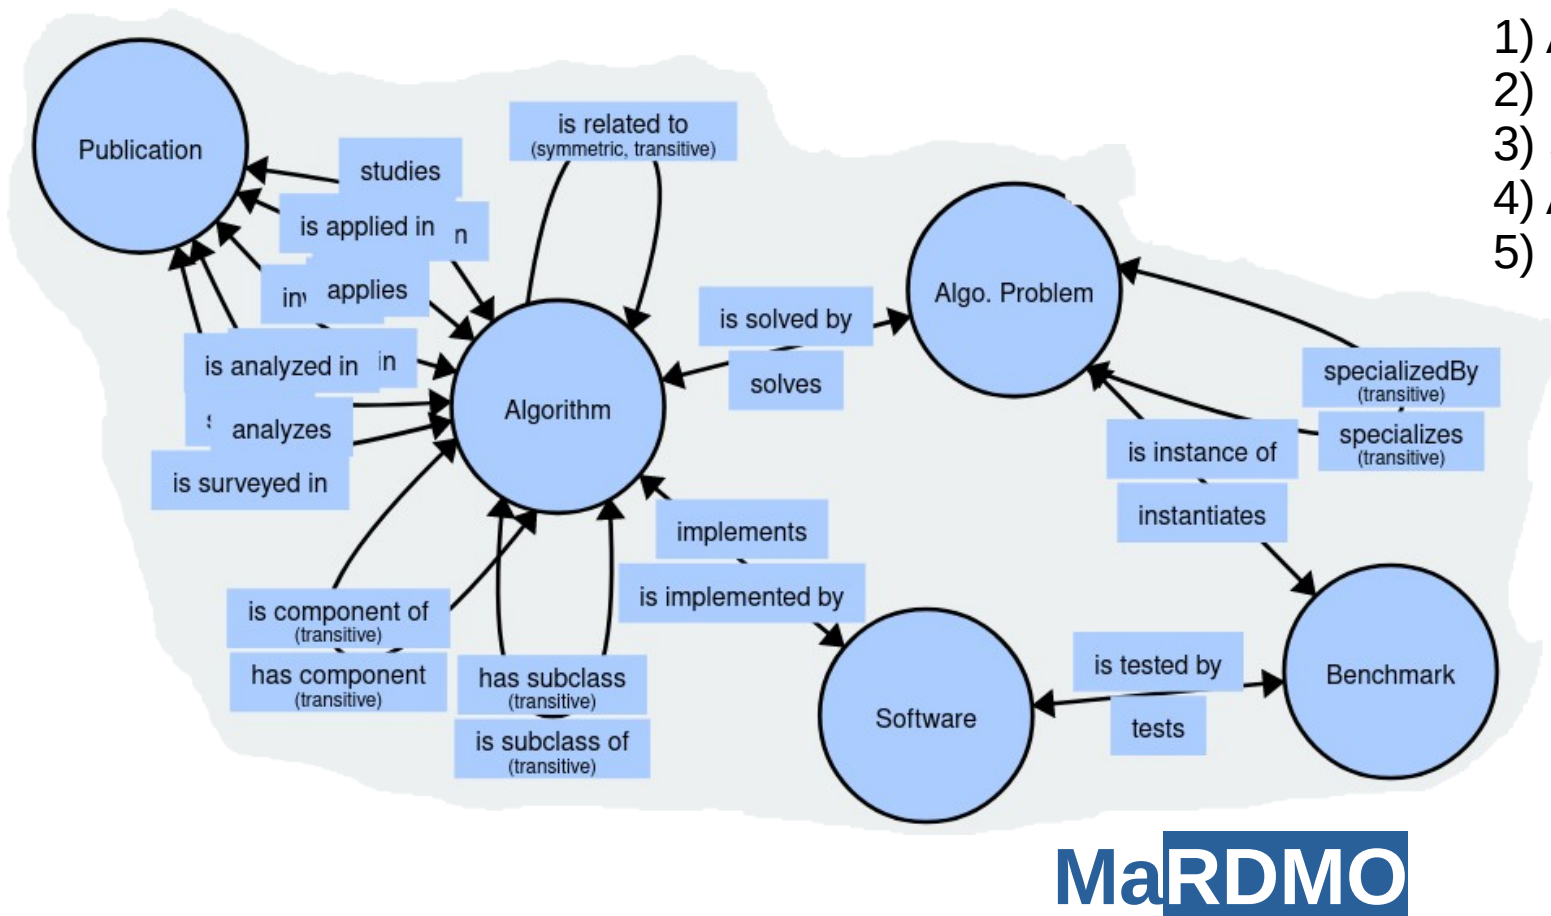 1)
2)
3)
4)
5)
Publication
studies
is applied in
n
applies
is analyzed in
in
analyzes
is surveyed in
is related to
(symmetric, transitive)
Algorithm
is solved by
solves
Algo. Problem
specializedBy
(transitive)
specializes
(transitive)
is instance of
instantiates
implements
is implemented by
is component of
(transitive)
has component
(transitive)
has subclass
(transitive)
is subclass of
(transitive)
Software
is tested by
tests
Benchmark
MaRDMO